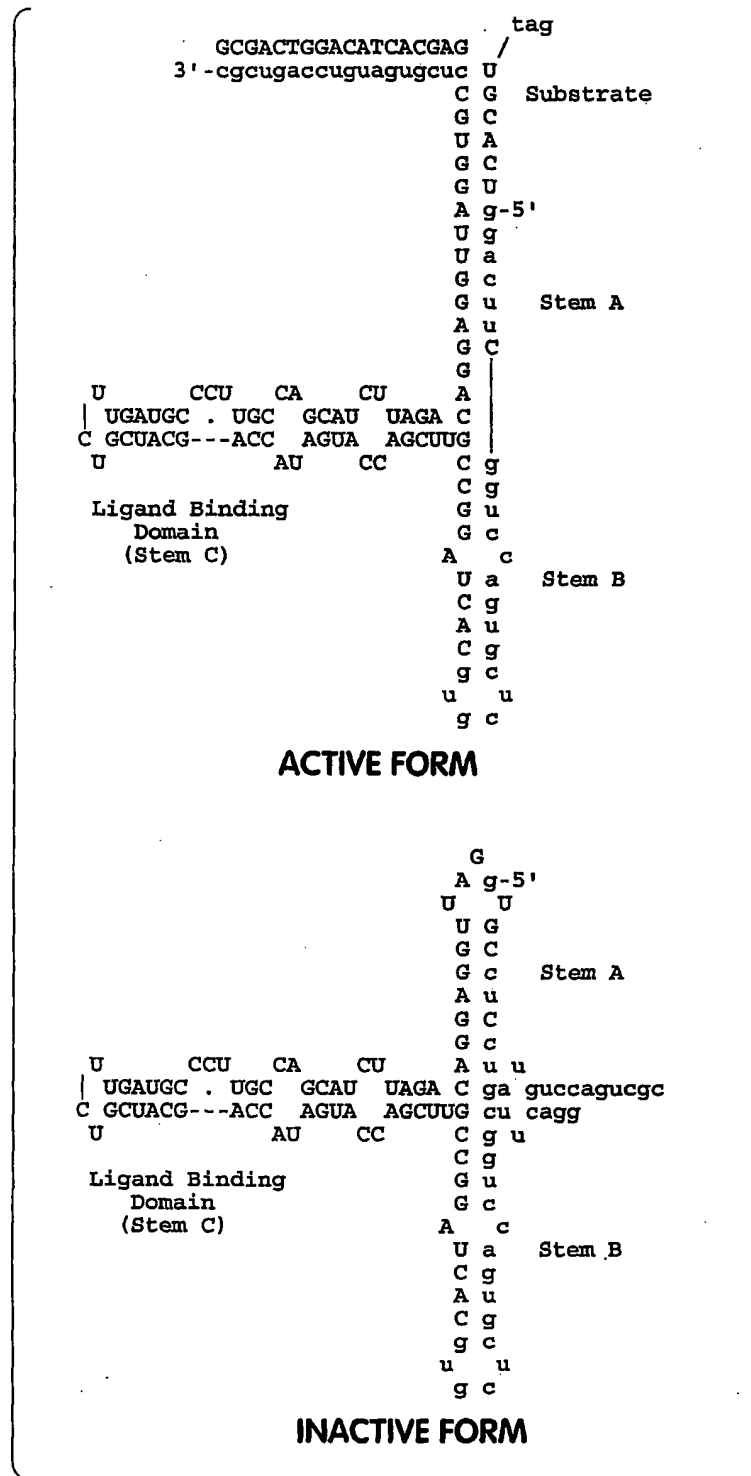 tag
GCGACTGGACATCACGAG /
3'-cgcugaccuguagugcuc U
C G Substrate
G C
U A
G C
G U
A g-5'
U g
U a
G c
G u Stem A
A u
G C
G
U CCU CA CU A
| UGAUGC . UGC GCAU UAGA C
C GCUACG---ACC AGUA AGCUUG
U AU CC C g
C g
Ligand Binding G u
Domain G c
(Stem C) A c
U a Stem B
C g
A u
C g
g c
u u
g c
ACTIVE FORM
G
A g-5'
U U
U G
G C
G c Stem A
A u
G C
G c
U CCU CA CU A u u
| UGAUGC . UGC GCAU UAGA C ga guccagucgc
C GCUACG---ACC AGUA AGCUUG cu cagg
U AU CC C g u
C g
Ligand Binding G u
Domain G c
(Stem C) A c
U a Stem B
C g
A u
C g
g c
u u
g c
INACTIVE FORM